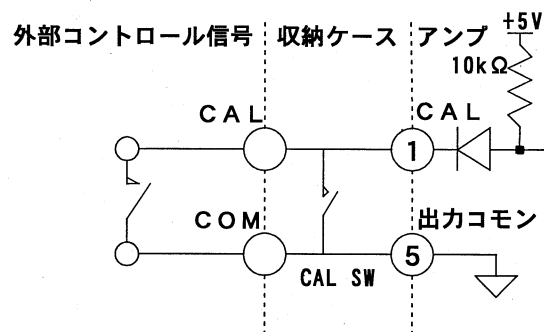 外部コントロール信号
収納ケース
アンプ
+5V
10kΩ
CAL
CAL
1
COM
出力コモン
5
CAL SW